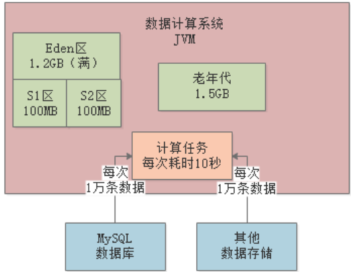 数据计算系统
JVM
Eden区
1.2GB（满）
S1区
100MB
S2区
100MB
老年代
1.5GB
计算任务
每次耗时10秒
每次
1万条数据
每次
1万条数据
MySQL
数据库
其他
数据存储